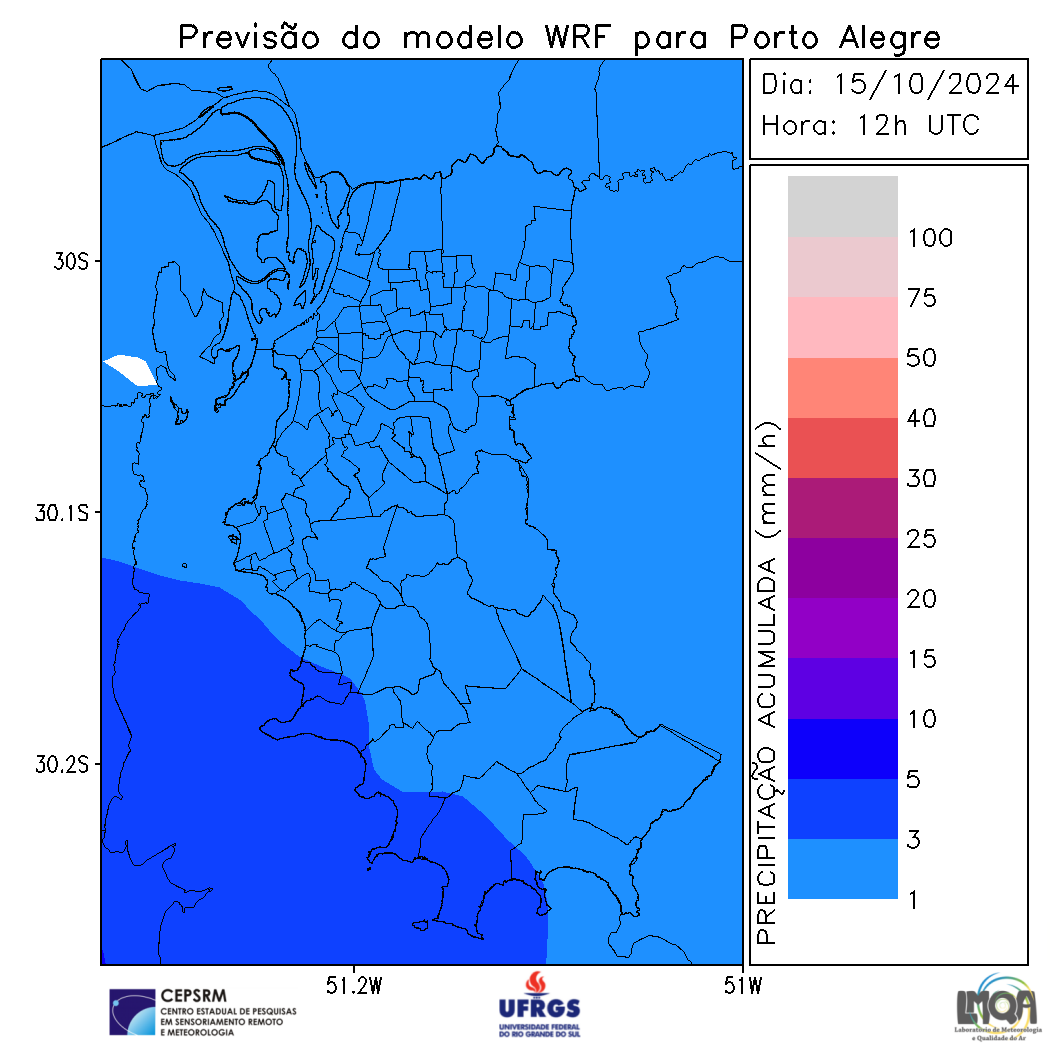 Previsão do modelo WRF para Porto Alegre
Dia: 15/10/2024
Hora: 12h UTC
30S
30.1S
30.2S
51.2W
51W
PRECIPITAÇÃO ACUMULADA (mm/h)
100
75
50
40
30
25
20
15
10
5
3
1
CEPSRM
CENTRO ESTADUAL DE PESQUISAS
EM SENSORIAMENTO REMOTO
E METEOROLOGIA
UFRGS
UNIVERSIDADE FEDERAL
DO RIO GRANDE DO SUL
LMQA
Laboratório de Meteorologia
e Qualidade do Ar